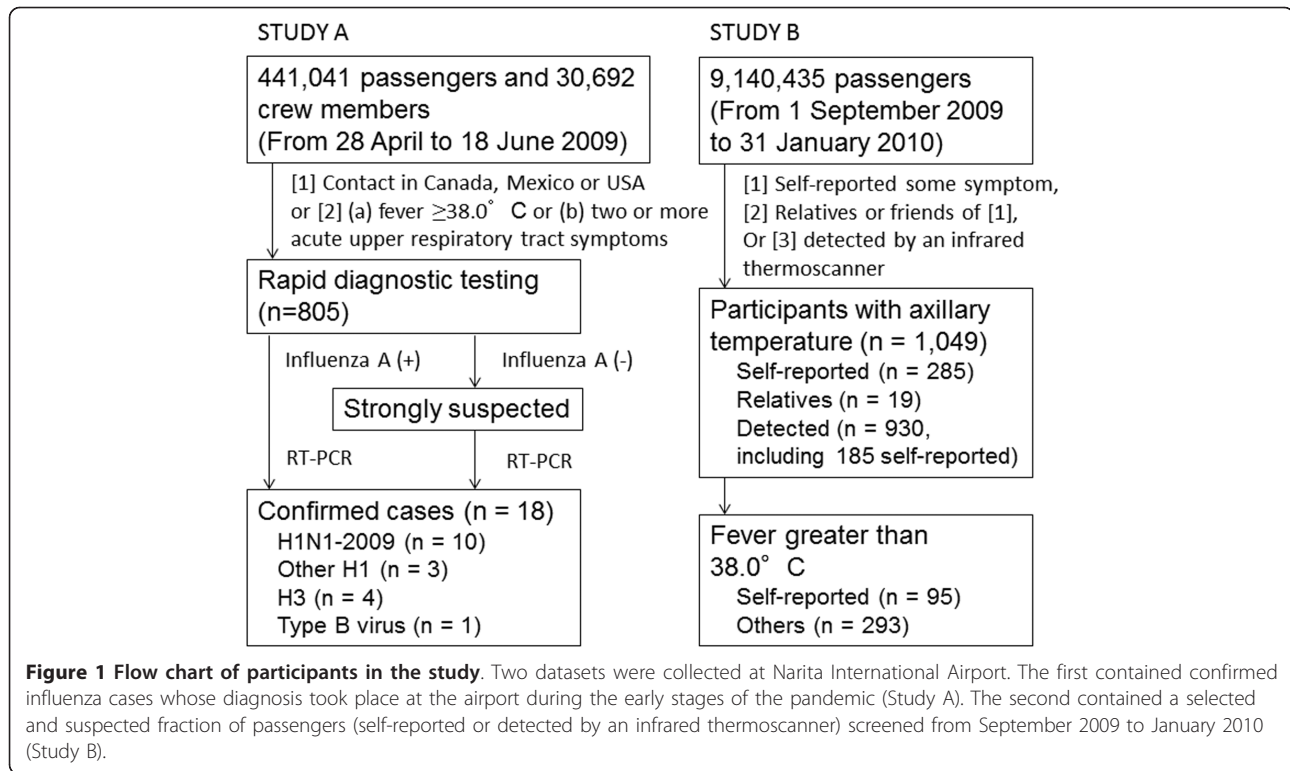 STUDY A
441,041 passengers and 30,692
crew members
(From 28 April to 18 June 2009)
[1] Contact in Canada, Mexico or USA
or [2] (a) fever ≥38.0° C or (b) two or more
acute upper respiratory tract symptoms
Rapid diagnostic testing
(n=805)
Influenza A (+)
Influenza A (-)
Strongly suspected
RT-PCR
RT-PCR
Confirmed cases (n = 18)
H1N1-2009 (n = 10)
Other H1 (n = 3)
H3 (n = 4)
Type B virus (n = 1)
STUDY B
9,140,435 passengers
(From 1 September 2009
to 31 January 2010)
[1] Self-reported some symptom,
[2] Relatives or friends of [1],
Or [3] detected by an infrared
thermoscanner
Participants with axillary
temperature (n = 1,049)
Self-reported (n = 285)
Relatives (n = 19)
Detected (n = 930,
including 185 self-reported)
Fever greater than
38.0° C
Self-reported (n = 95)
Others (n = 293)
Figure 1 Flow chart of participants in the study. Two datasets were collected at Narita International Airport. The first contained confirmed
influenza cases whose diagnosis took place at the airport during the early stages of the pandemic (Study A). The second contained a selected
and suspected fraction of passengers (self-reported or detected by an infrared thermoscanner) screened from September 2009 to January 2010
(Study B).